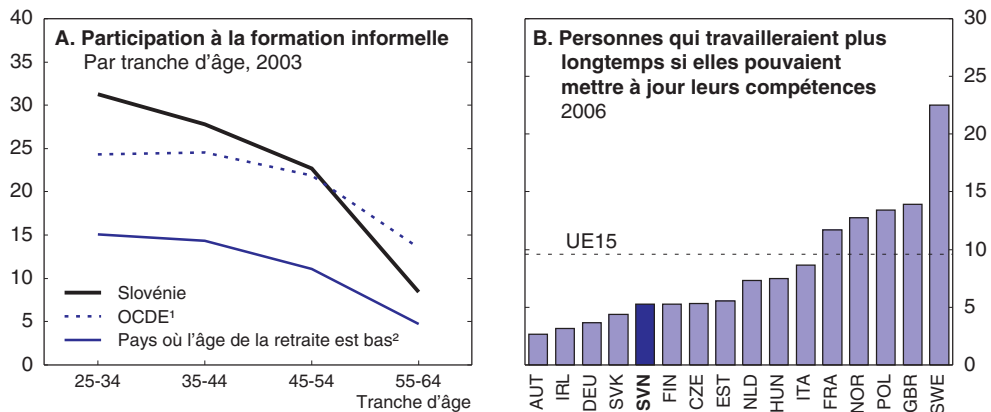 A. Participation à la formation informelle
Par tranche d'âge, 2003
40
35
30
25
20
15
10
5
0
Slovénie
OCDE¹
Pays où l'âge de la retraite est bas²
25-34 35-44 45-54 55-64
Tranche d'âge
B. Personnes qui travailleraient plus
longtemps si elles pouvaient
mettre à jour leurs compétences
2006
30
25
20
15
10
5
0
UE15
AUT IRL DEU SVK SVN FIN CZE EST NLD HUN ITA FRA NOR POL GBR SWE